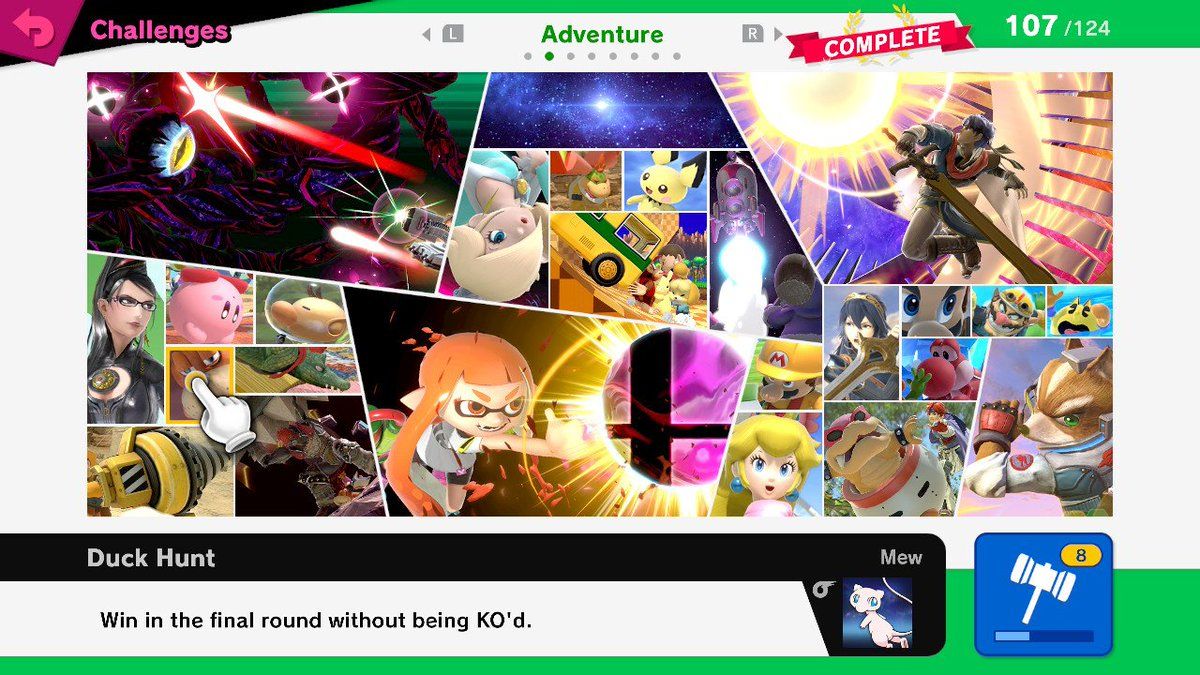 Challenges
L
Adventure
R
COMPLETE
107 /124
Duck Hunt
Mew
Win in the final round without being KO'd.
8